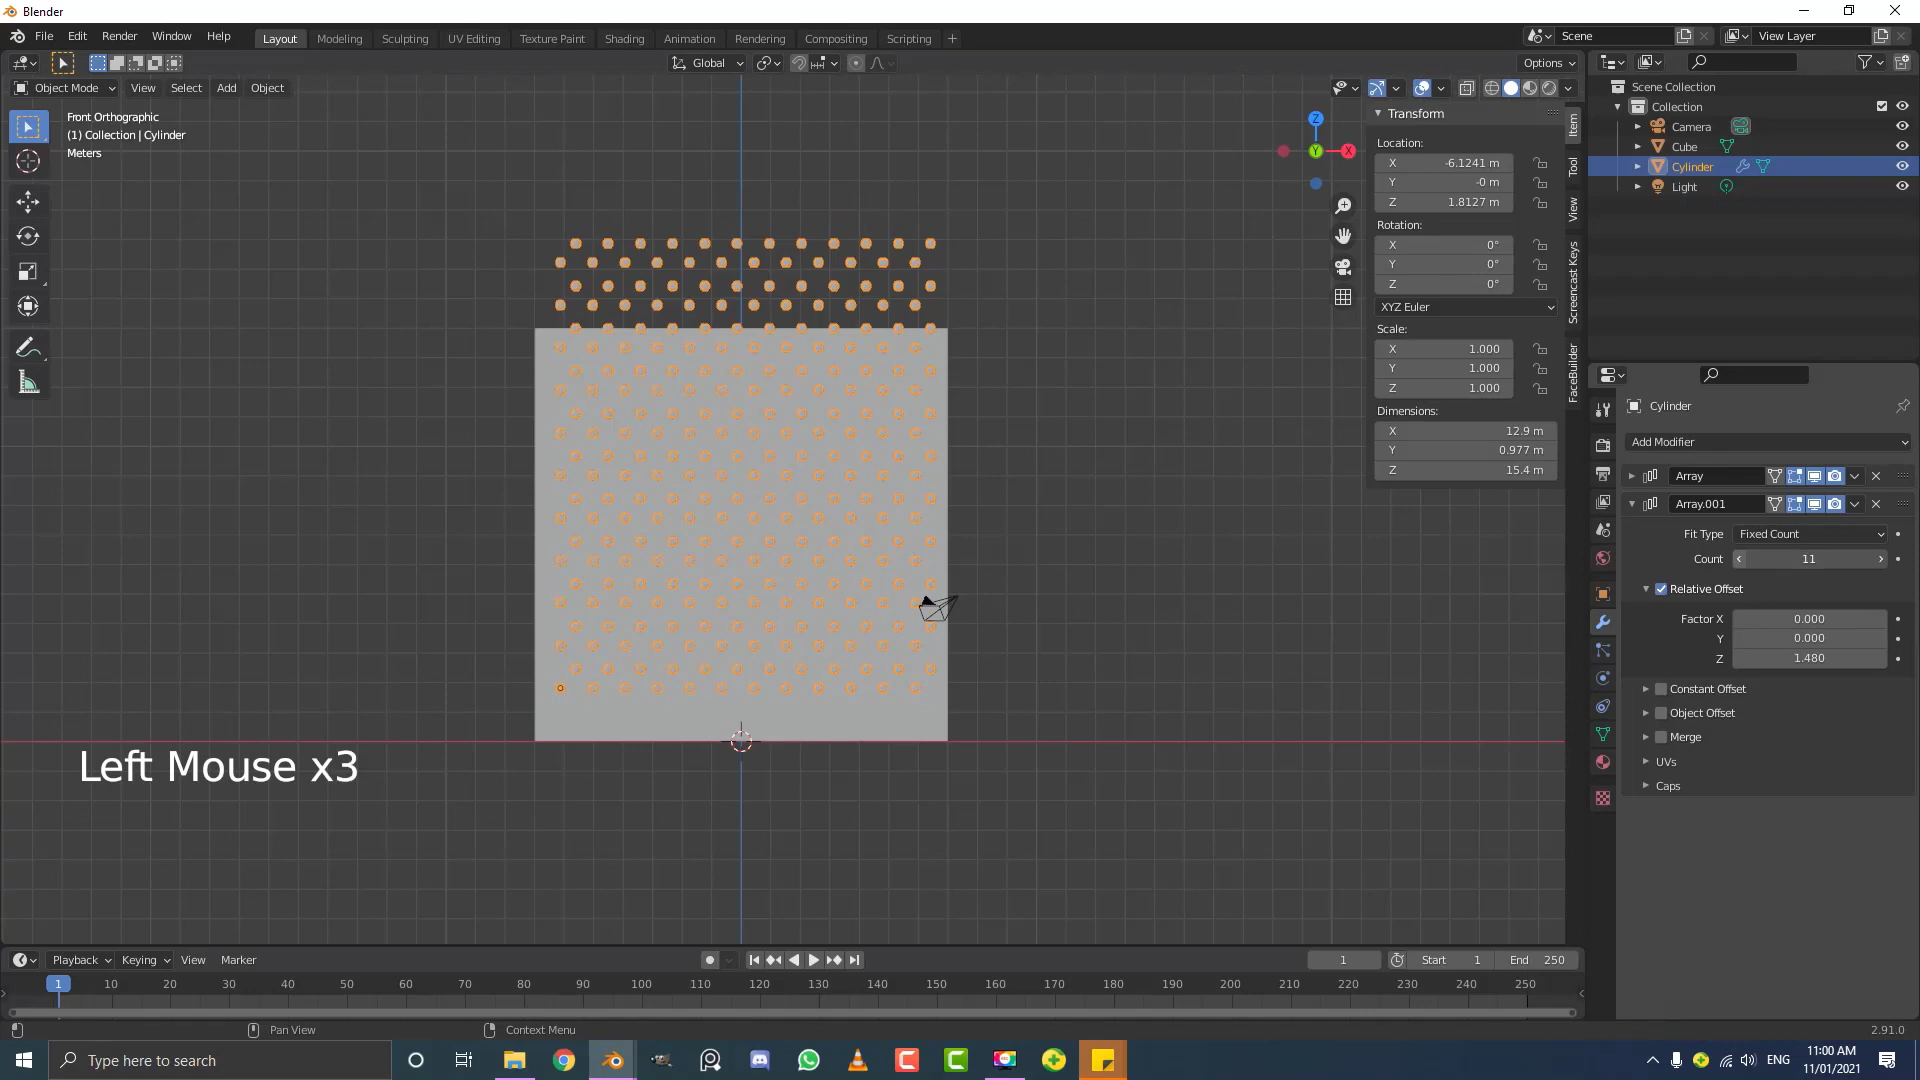 Blender
File Edit Render Window Help
Layout Modeling Sculpting UV Editing Texture Paint Shading Animation Rendering Compositing Scripting +
Scene View Layer
Global Options
Object Mode View Select Add Object
Front Orthographic
(1) Collection | Cylinder
Meters
Z
Y X
Transform
Location:
X -6.1241 m
Y -0 m
Z 1.8127 m
Rotation:
X 0°
Y 0°
Z 0°
XYZ Euler
Scale:
X 1.000
Y 1.000
Z 1.000
Dimensions:
X 12.9 m
Y 0.977 m
Z 15.4 m
Item
Tool
View
Screencast Keys
FaceBuilder
Scene Collection
Collection
Camera
Cube
Cylinder
Light
Cylinder
Add Modifier
Array
Array.001
Fit Type Fixed Count
Count 11
Relative Offset
Factor X 0.000
Y 0.000
Z 1.480
Constant Offset
Object Offset
Merge
UVs
Caps
Left Mouse x3
Playback Keying View Marker
1 Start 1 End 250
1 10 20 30 40 50 60 70 80 90 100 110 120 130 140 150 160 170 180 190 200 210 220 230 240 250
Pan View Context Menu 2.91.0
Type here to search
ENG
11:00 AM
11/01/2021